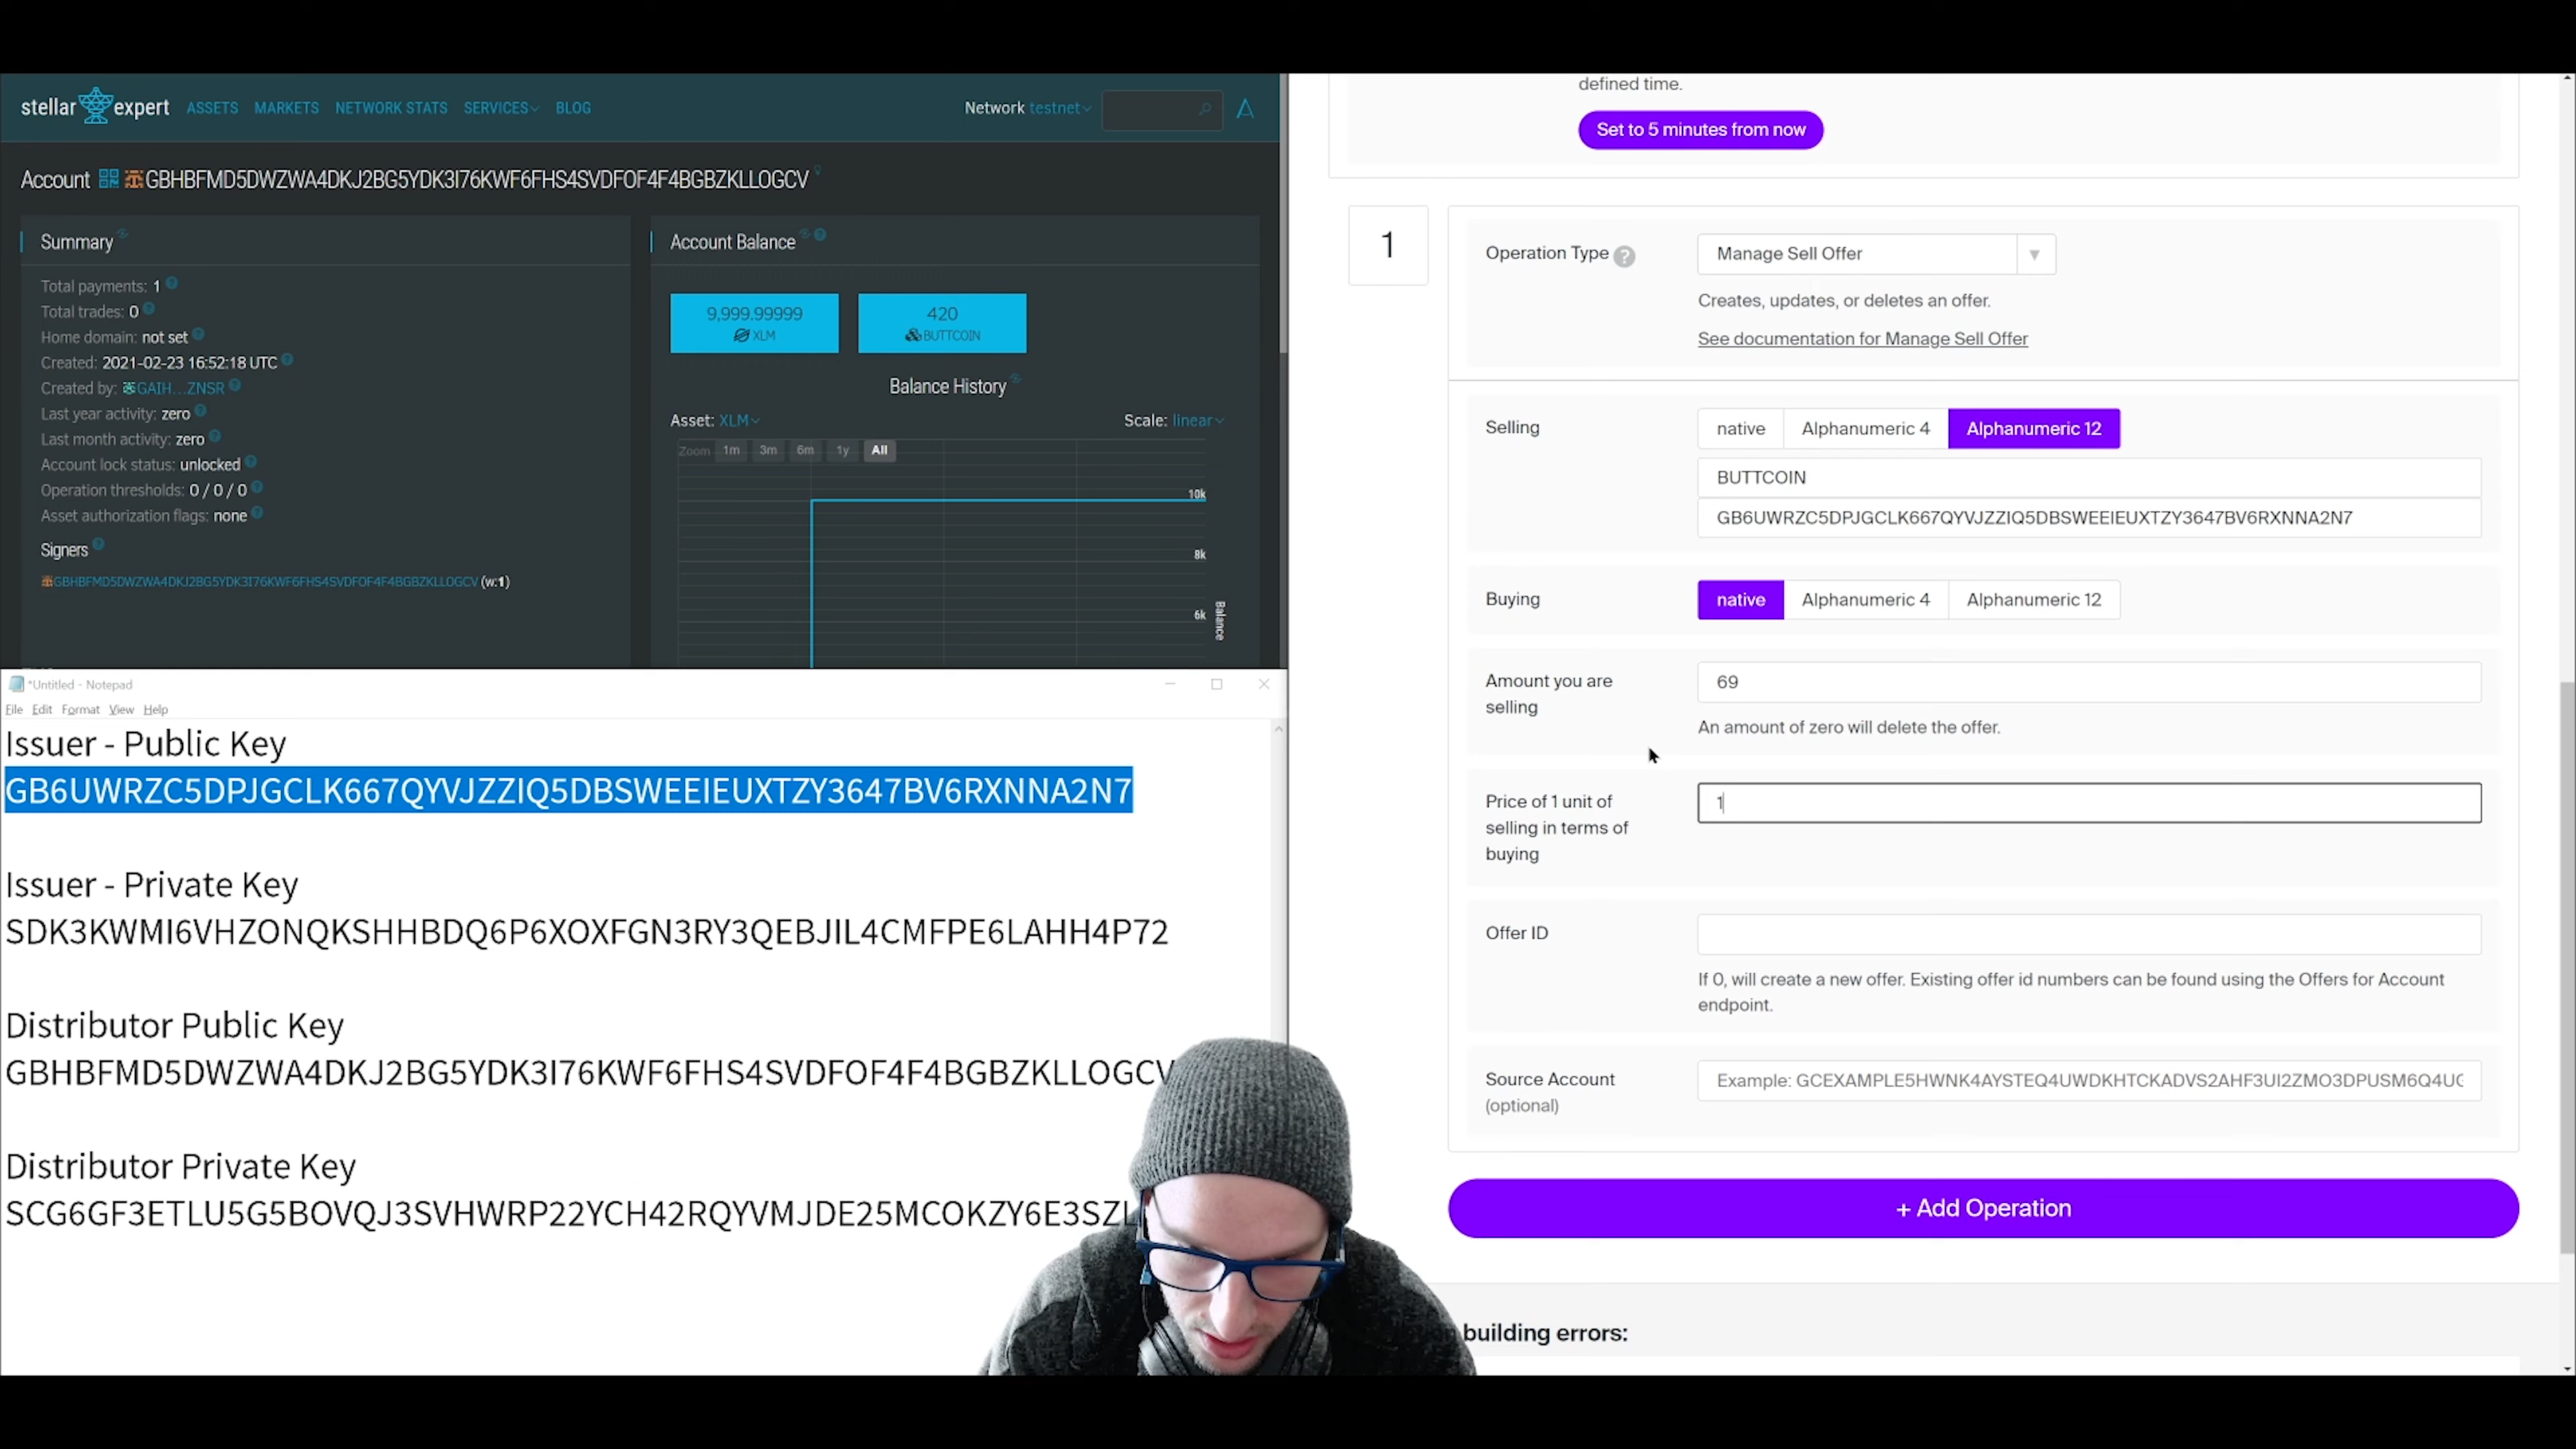 stellar expert ASSETS MARKETS NETWORK STATS SERVICES BLOG Network testnet
Account GBHBFMD5DWZWA4DKJ2BG5YDK3I76KWF6FHS4SVDFOF4F4BGBZKLLOGCV
Summary
Total payments: 1
Total trades: 0
Home domain: not set
Created: 2021-02-23 16:52:18 UTC
Created by: GAIH...ZNSR
Last year activity: zero
Last month activity: zero
Account lock status: unlocked
Operation thresholds: 0 / 0 / 0
Asset authorization flags: none
Signers
GBHBFMD5DWZWA4DKJ2BG5YDK3I76KWF6FHS4SVDFOF4F4BGBZKLLOGCV (w:1)
Account Balance
9,999.99999
XLM
420
BUTTCOIN
Balance History
Asset: XLM Scale: linear
Zoom 1m 3m 6m 1y All
10k
8k
6k
Balance
*Untitled - Notepad
File Edit Format View Help
Issuer - Public Key
GB6UWRZC5DPJGCLK667QYVJZZIQ5DBSWEEIEUXTZY3647BV6RXNNA2N7
Issuer - Private Key
SDK3KWMI6VHZONQKSHHBDQ6P6XOXFGN3RY3QEBJIL4CMFPE6LAHH4P72
Distributor Public Key
GBHBFMD5DWZWA4DKJ2BG5YDK3I76KWF6FHS4SVDFOF4F4BGBZKLLOGCV
Distributor Private Key
SCG6GF3ETLU5G5BOVQJ3SVHWRP22YCH42RQYVMJDE25MCOKZY6E3SZL
defined time.
Set to 5 minutes from now
1
Operation Type ? Manage Sell Offer
Creates, updates, or deletes an offer.
See documentation for Manage Sell Offer
Selling native Alphanumeric 4 Alphanumeric 12
BUTTCOIN
GB6UWRZC5DPJGCLK667QYVJZZIQ5DBSWEEIEUXTZY3647BV6RXNNA2N7
Buying native Alphanumeric 4 Alphanumeric 12
Amount you are
selling
69
An amount of zero will delete the offer.
Price of 1 unit of
selling in terms of
buying
1
Offer ID
If 0, will create a new offer. Existing offer id numbers can be found using the Offers for Account
endpoint.
Source Account
(optional)
Example: GCEXAMPLE5HWNK4AYSTEQ4UWDKHTCKADVS2AHF3UI2ZMO3DPUSM6Q4UG
+ Add Operation
building errors: